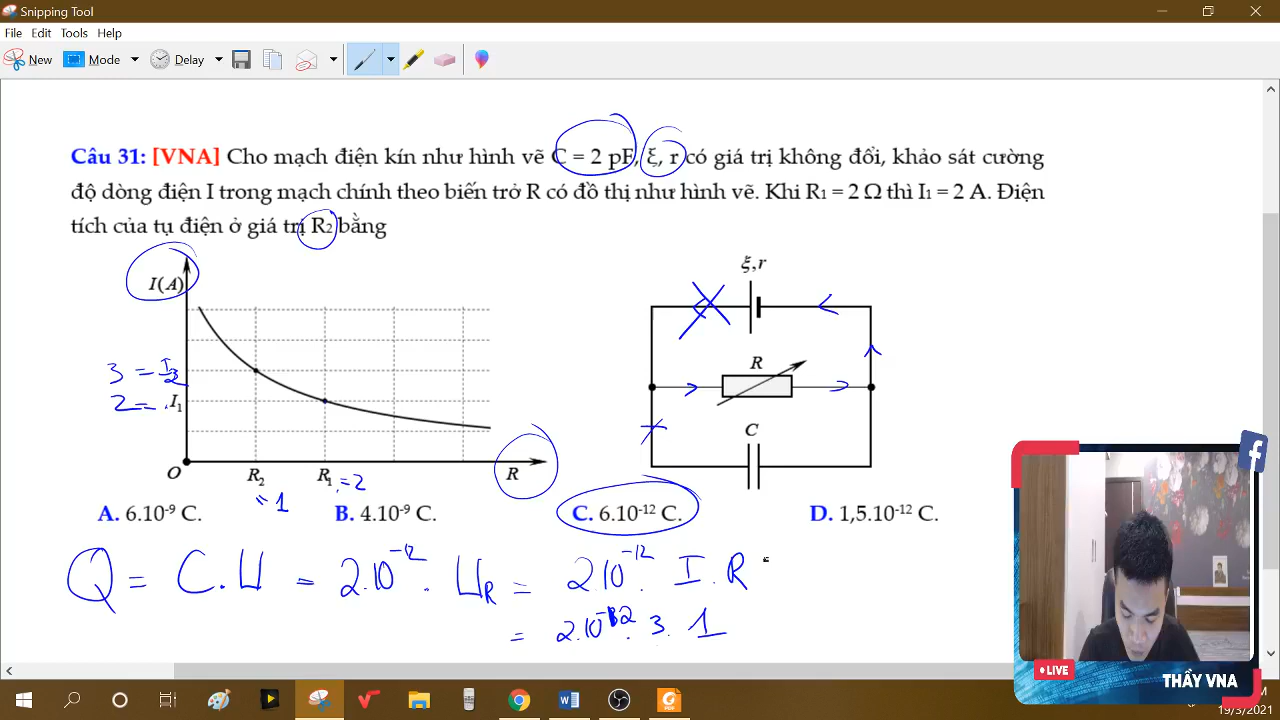 Snipping Tool
File Edit Tools Help
New Mode Delay
Câu 31: [VNA] Cho mạch điện kín như hình vẽ C = 2 pF, ξ, r có giá trị không đổi, khảo sát cường
độ dòng điện I trong mạch chính theo biến trở R có đồ thị như hình vẽ. Khi R₁ = 2 Ω thì I₁ = 2 A. Điện
tích của tụ điện ở giá trị R₂ bằng
I(A)
3 = I₂
2 = I₁
O R₂ R₁ R
= 1 = 2
ξ,r
R
C
A. 6.10⁻⁹ C. B. 4.10⁻⁹ C. C. 6.10⁻¹² C. D. 1,5.10⁻¹² C.
Q = C.U = 2.10⁻¹² . U_R = 2.10⁻¹² . I . R =
= 2.10⁻¹² . 3 . 1
LIVE
THẦY VNA
M
19/3/2021